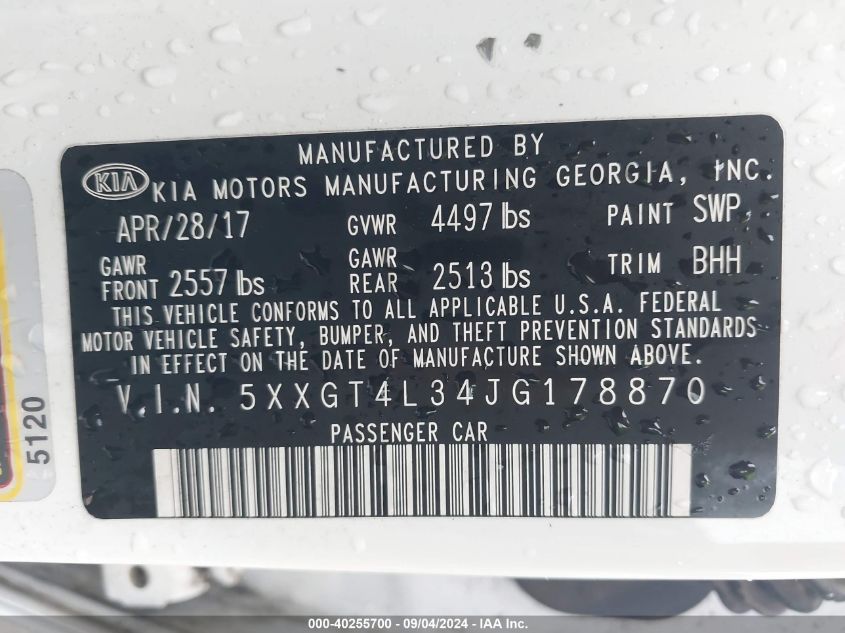 MANUFACTURED BY
KIA KIA MOTORS MANUFACTURING GEORGIA, INC.
APR/28/17 GVWR 4497 lbs PAINT SWP
GAWR FRONT 2557 lbs GAWR REAR 2513 lbs TRIM BHH
THIS VEHICLE CONFORMS TO ALL APPLICABLE U.S.A. FEDERAL
MOTOR VEHICLE SAFETY, BUMPER, AND THEFT PREVENTION STANDARDS
IN EFFECT ON THE DATE OF MANUFACTURE SHOWN ABOVE.
V.I.N. 5XXGT4L34JG178870
PASSENGER CAR
5120
000-40255700 - 09/04/2024 - IAA Inc.